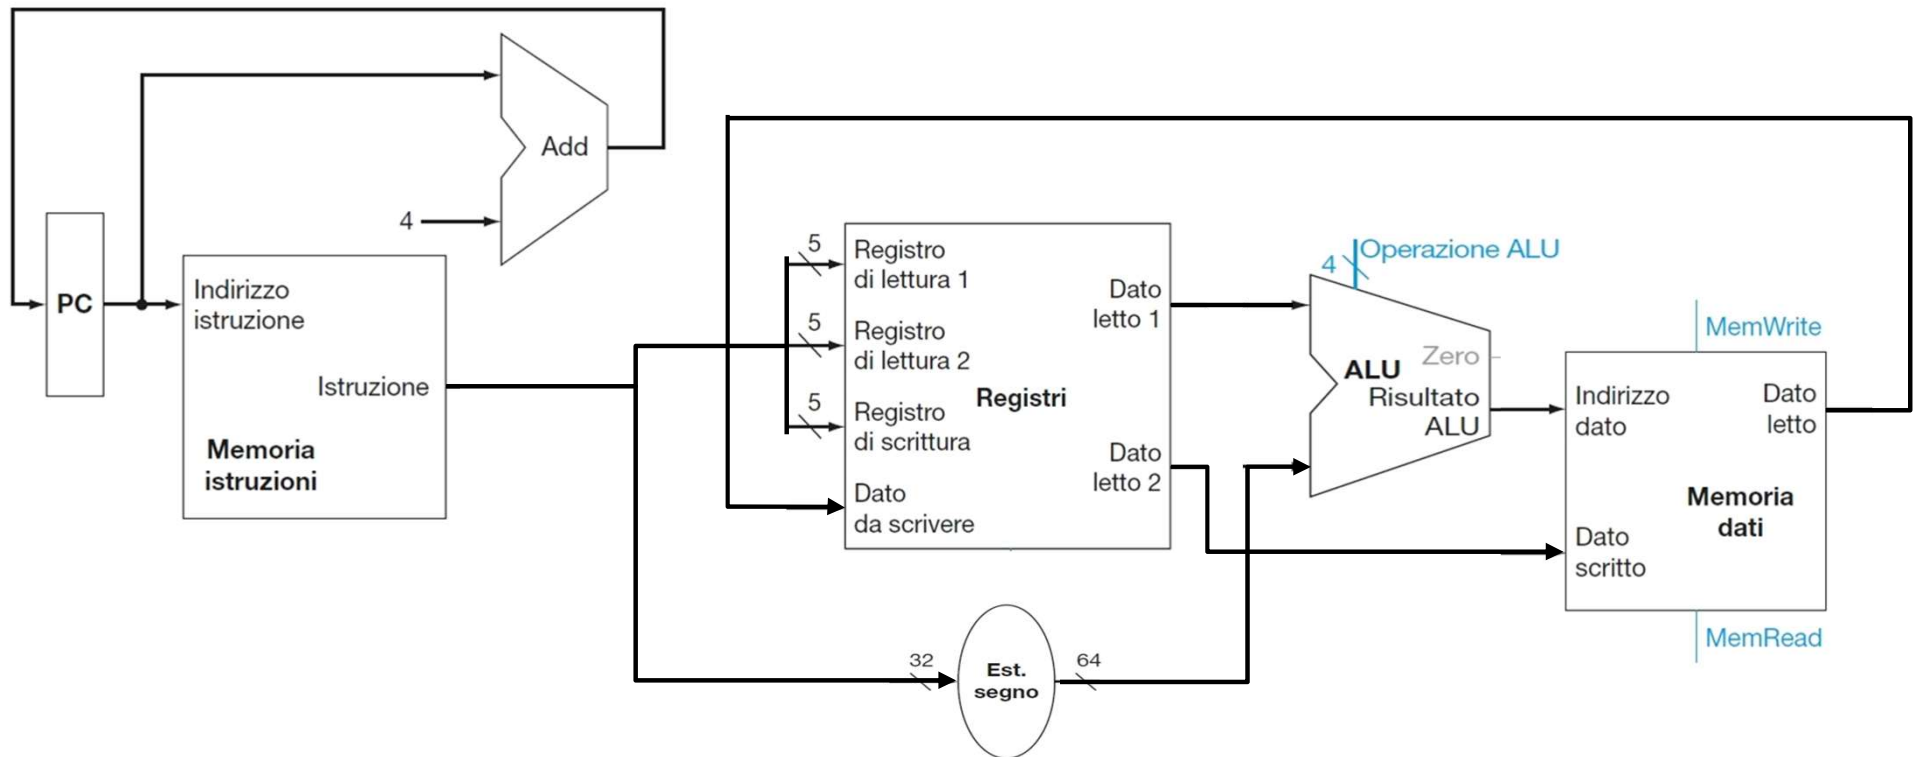 Add
4
PC
Indirizzo
istruzione
Istruzione
Memoria
istruzioni
5
Registro
di lettura 1
5
Registro
di lettura 2
5
Registro
di scrittura
Dato
da scrivere
Registri
Dato
letto 1
Dato
letto 2
4
Operazione ALU
ALU
Zero
Risultato
ALU
MemWrite
Indirizzo
dato
Dato
letto
Memoria
dati
Dato
scritto
MemRead
32
Est.
segno
64